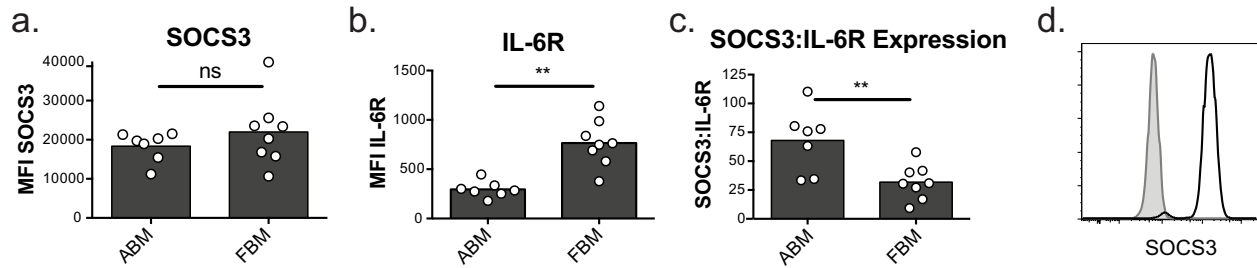 a.
SOCS3
MFI SOCS3
40000
30000
20000
10000
0
ns
ABM
FBM
b.
IL-6R
MFI IL-6R
1500
1000
500
0
**
ABM
FBM
c.
SOCS3:IL-6R Expression
SOCS3:IL-6R
125
100
75
50
25
0
**
ABM
FBM
d.
SOCS3